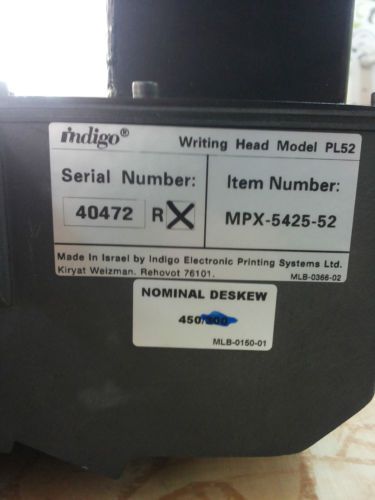 indigo® Writing Head Model PL52
Serial Number:
40472 R
Item Number:
MPX-5425-52
Made In Israel by Indigo Electronic Printing Systems Ltd.
Kiryat Weizman. Rehovot 76101.
MLB-0366-02
NOMINAL DESKEW
450/300
MLB-0150-01